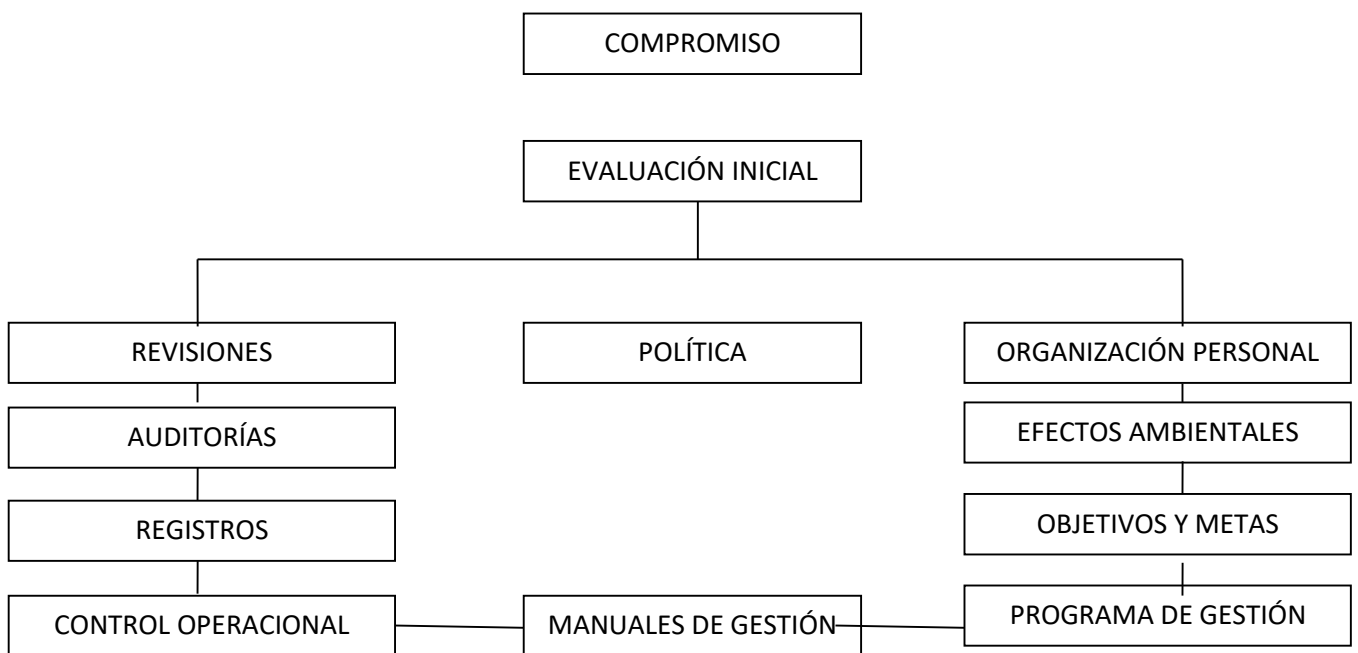 COMPROMISO
EVALUACIÓN INICIAL
REVISIONES
POLÍTICA
ORGANIZACIÓN PERSONAL
AUDITORÍAS
EFECTOS AMBIENTALES
REGISTROS
OBJETIVOS Y METAS
CONTROL OPERACIONAL
MANUALES DE GESTIÓN
PROGRAMA DE GESTIÓN